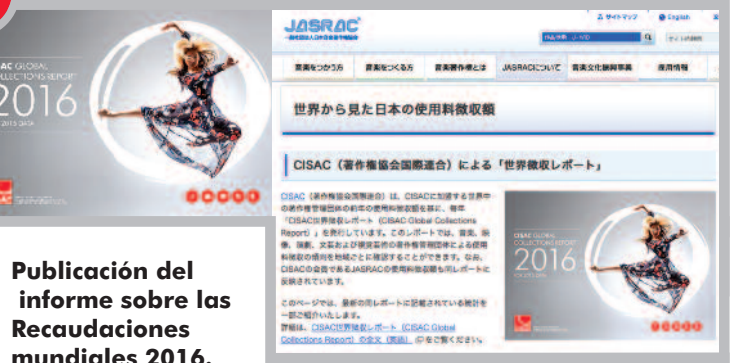 AC GLOBAL
COLLECTIONS REPORT
2016
2015 DATA
Publicación del
informe sobre las
Recaudaciones
mundiales 2016.
JASRAC
サイトマップ
English
作品検索 J-WID
音楽をつかう方 音楽をつくる方 音楽著作権とは JASRACについて 音楽文化振興事業 採用情報
世界から見た日本の使用料徴収額
CISAC（著作権協会国際連合）による「世界徴収レポート」
CISAC（著作権協会国際連合）は、CISACに加盟する世界中
の著作権管理団体の前年の使用料徴収額を基に、毎年
「CISAC世界徴収レポート（CISAC Global Collections
Report）」を発行しています。このレポートでは、音楽、映
像、演劇、文芸および視覚芸術の著作権管理団体による使用
料徴収の傾向を地域ごとに確認することができます。なお、
CISACの会員であるJASRACの使用料徴収額も同レポートに
反映されています。
このページでは、最新の同レポートに記載されている統計を
一部ご紹介いたします。
詳細は、CISAC世界徴収レポート（CISAC Global
Collections Report）の全文（英語）をご覧ください。
CISAC GLOBAL
COLLECTIONS REPORT
2016